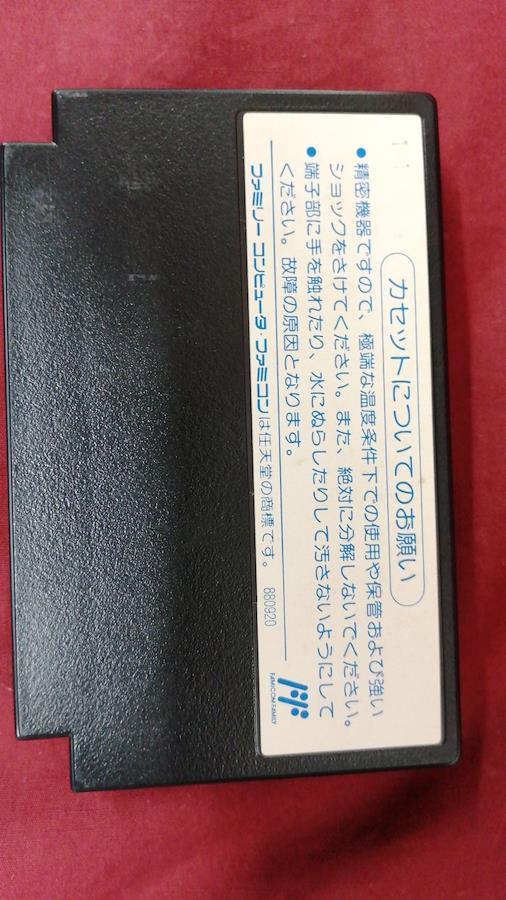 カセットについてのお願い
●精密機器ですので、極端な温度条件下での使用や保管および強い
ショックをさけてください。また、絶対に分解しないでください。
●端子部に手を触れたり、水にぬらしたりして汚さないようにして
ください。故障の原因となります。
ファミリーコンピュータ・ファミコンは任天堂の商標です。
880920
FAMICOM FAMILY